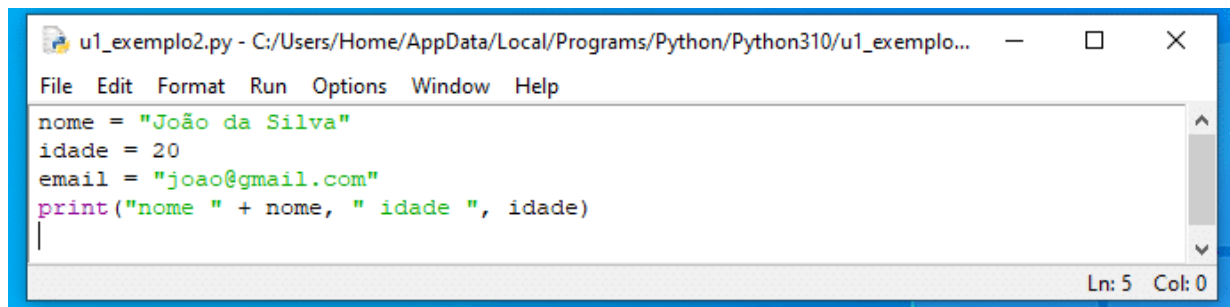 u1_exemplo2.py - C:/Users/Home/AppData/Local/Programs/Python/Python310/u1_exemplo...
File Edit Format Run Options Window Help
nome = "João da Silva"
idade = 20
email = "joao@gmail.com"
print("nome " + nome, " idade ", idade)
Ln: 5 Col: 0